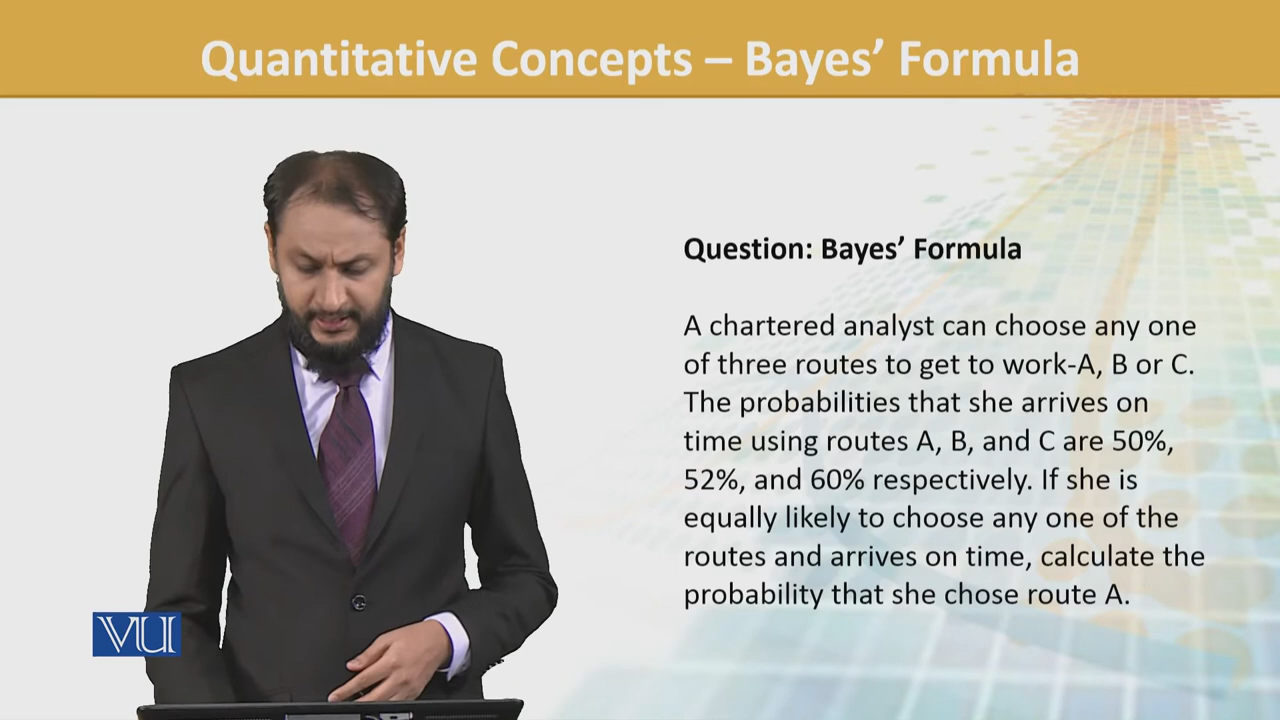 Quantitative Concepts – Bayes’ Formula
Question: Bayes’ Formula
A chartered analyst can choose any one
of three routes to get to work-A, B or C.
The probabilities that she arrives on
time using routes A, B, and C are 50%,
52%, and 60% respectively. If she is
equally likely to choose any one of the
routes and arrives on time, calculate the
probability that she chose route A.
VU